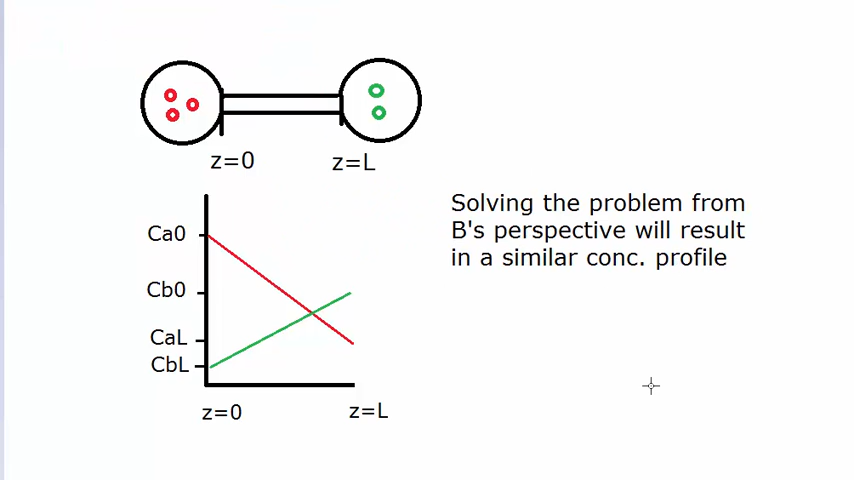 z=0
z=L
Solving the problem from
B's perspective will result
in a similar conc. profile
Ca0
Cb0
CaL
CbL
z=0
z=L